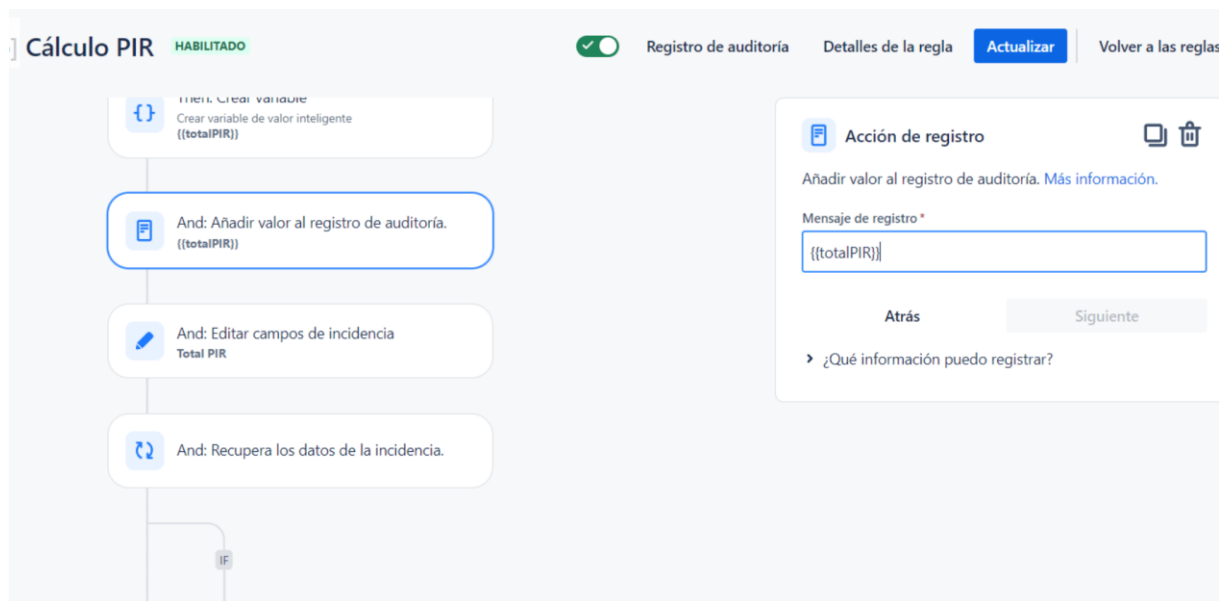 Cálculo PIR HABILITADO
Registro de auditoría
Detalles de la regla
Actualizar
Volver a las reglas
Then: Crear variable
Crear variable de valor inteligente
{{totalPIR}}
And: Añadir valor al registro de auditoría.
{{totalPIR}}
And: Editar campos de incidencia
Total PIR
And: Recupera los datos de la incidencia.
IF
Acción de registro
Añadir valor al registro de auditoría. Más información.
Mensaje de registro *
{{totalPIR}}
Atrás
Siguiente
¿Qué información puedo registrar?